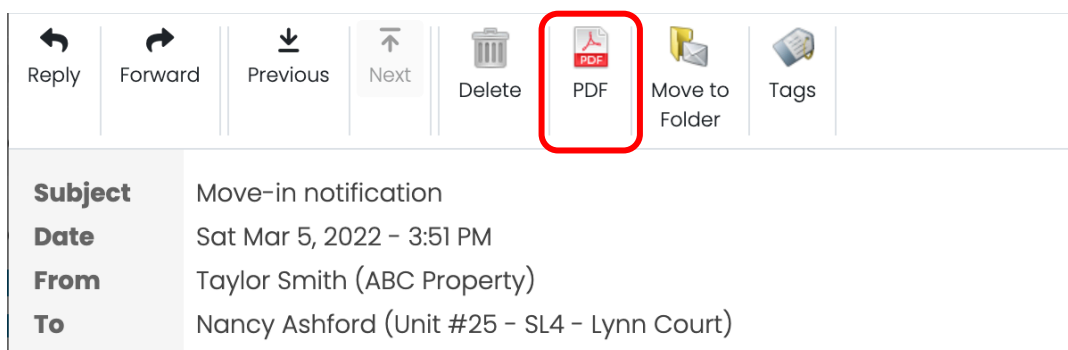 Reply
Forward
Previous
Next
Delete
PDF
PDF
Move to
Folder
Tags
Subject Move-in notification
Date Sat Mar 5, 2022 - 3:51 PM
From Taylor Smith (ABC Property)
To Nancy Ashford (Unit #25 - SL4 - Lynn Court)